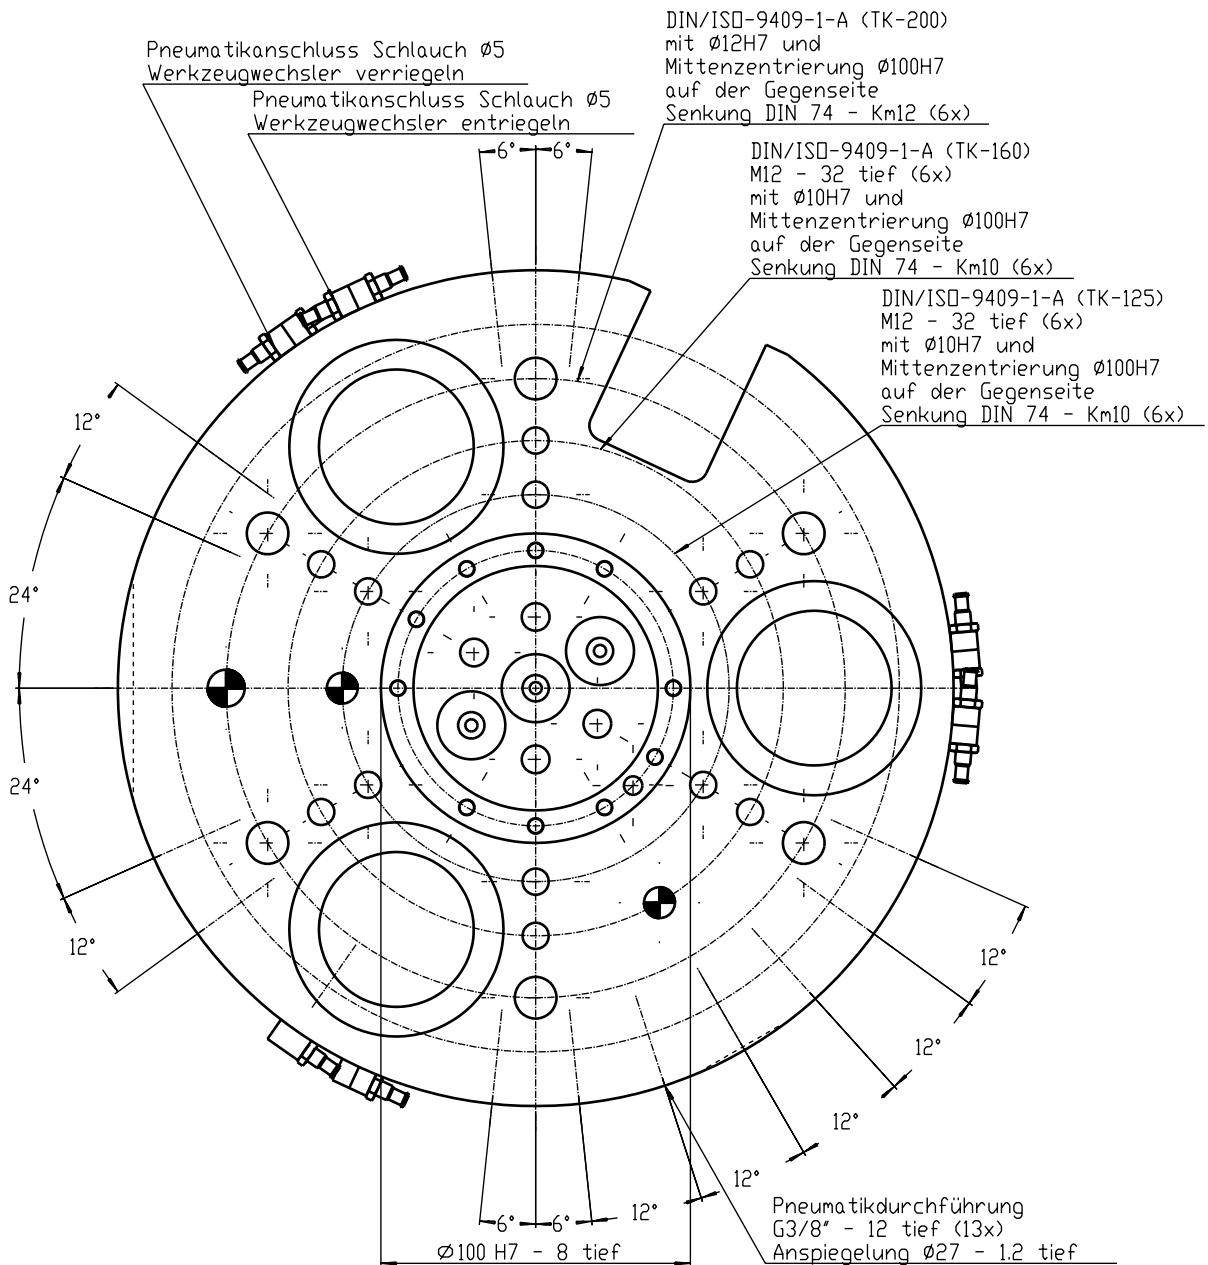 DIN/ISO-9409-1-A (TK-200)
mit Ø12H7 und
Mittenzentrierung Ø100H7
auf der Gegenseite
Senkung DIN 74 - Km12 (6x)
Pneumatikanschluss Schlauch Ø5
Werkzeugwechsler verriegeln
Pneumatikanschluss Schlauch Ø5
Werkzeugwechsler entriegeln
6° 6°
DIN/ISO-9409-1-A (TK-160)
M12 - 32 tief (6x)
mit Ø10H7 und
Mittenzentrierung Ø100H7
auf der Gegenseite
Senkung DIN 74 - Km10 (6x)
DIN/ISO-9409-1-A (TK-125)
M12 - 32 tief (6x)
mit Ø10H7 und
Mittenzentrierung Ø100H7
auf der Gegenseite
Senkung DIN 74 - Km10 (6x)
12°
24°
24°
12°
12°
12°
12°
12°
12°
6° 6°
Ø100 H7 - 8 tief
Pneumatikdurchführung
G3/8" - 12 tief (13x)
Anspiegelung Ø27 - 1.2 tief